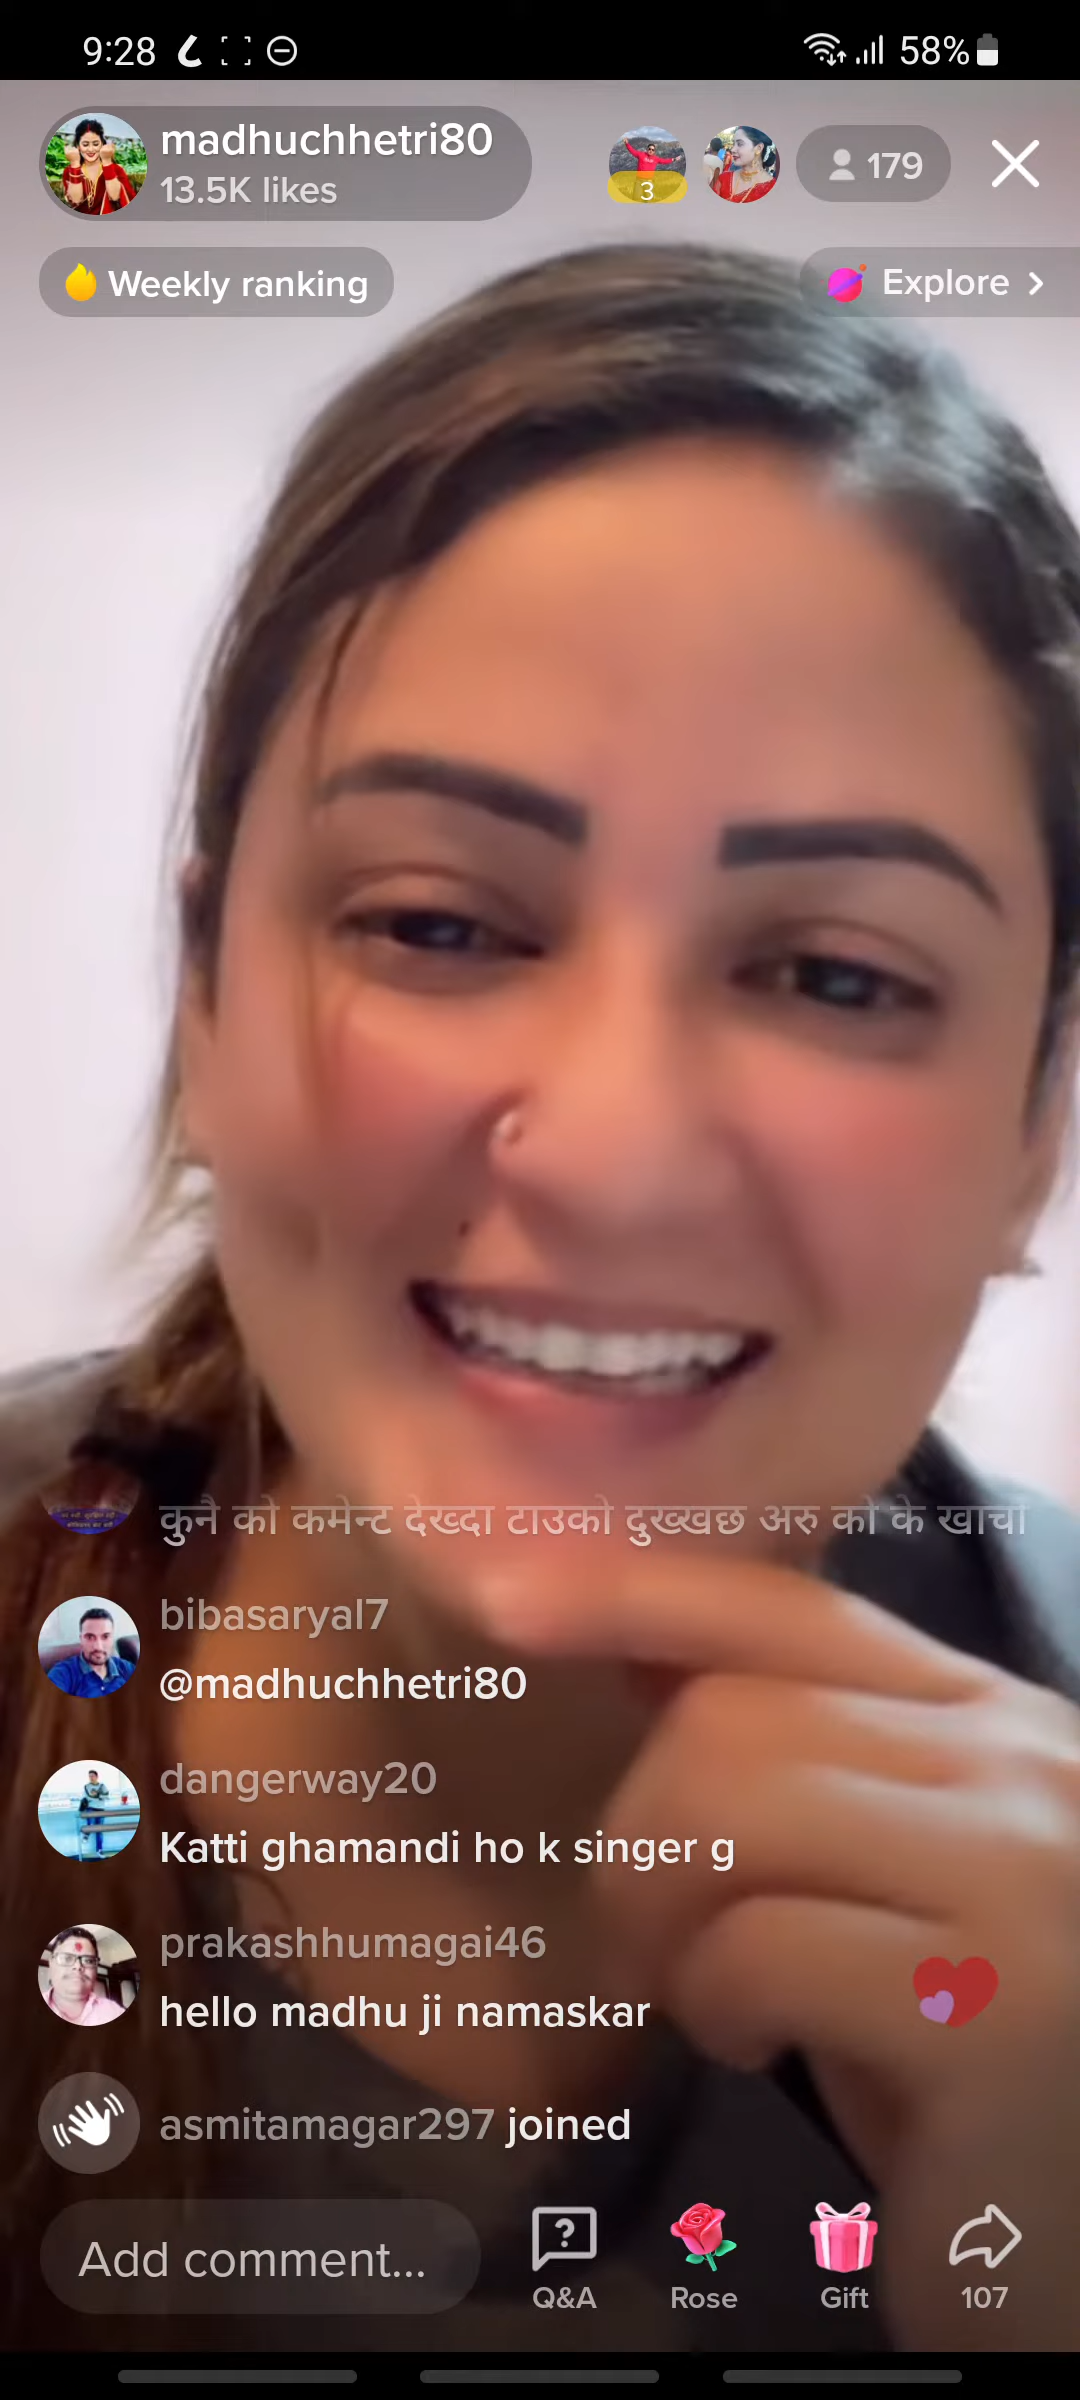 9:28
58%
madhuchhetri80
13.5K likes
3
179
Weekly ranking
Explore
कुनै को कमेन्ट देख्दा टाउको दुख्खछ अरु को के खाचो
bibasaryal7
@madhuchhetri80
dangerway20
Katti ghamandi ho k singer g
prakashhumagai46
hello madhu ji namaskar
asmitamagar297 joined
Add comment...
Q&A
Rose
Gift
107